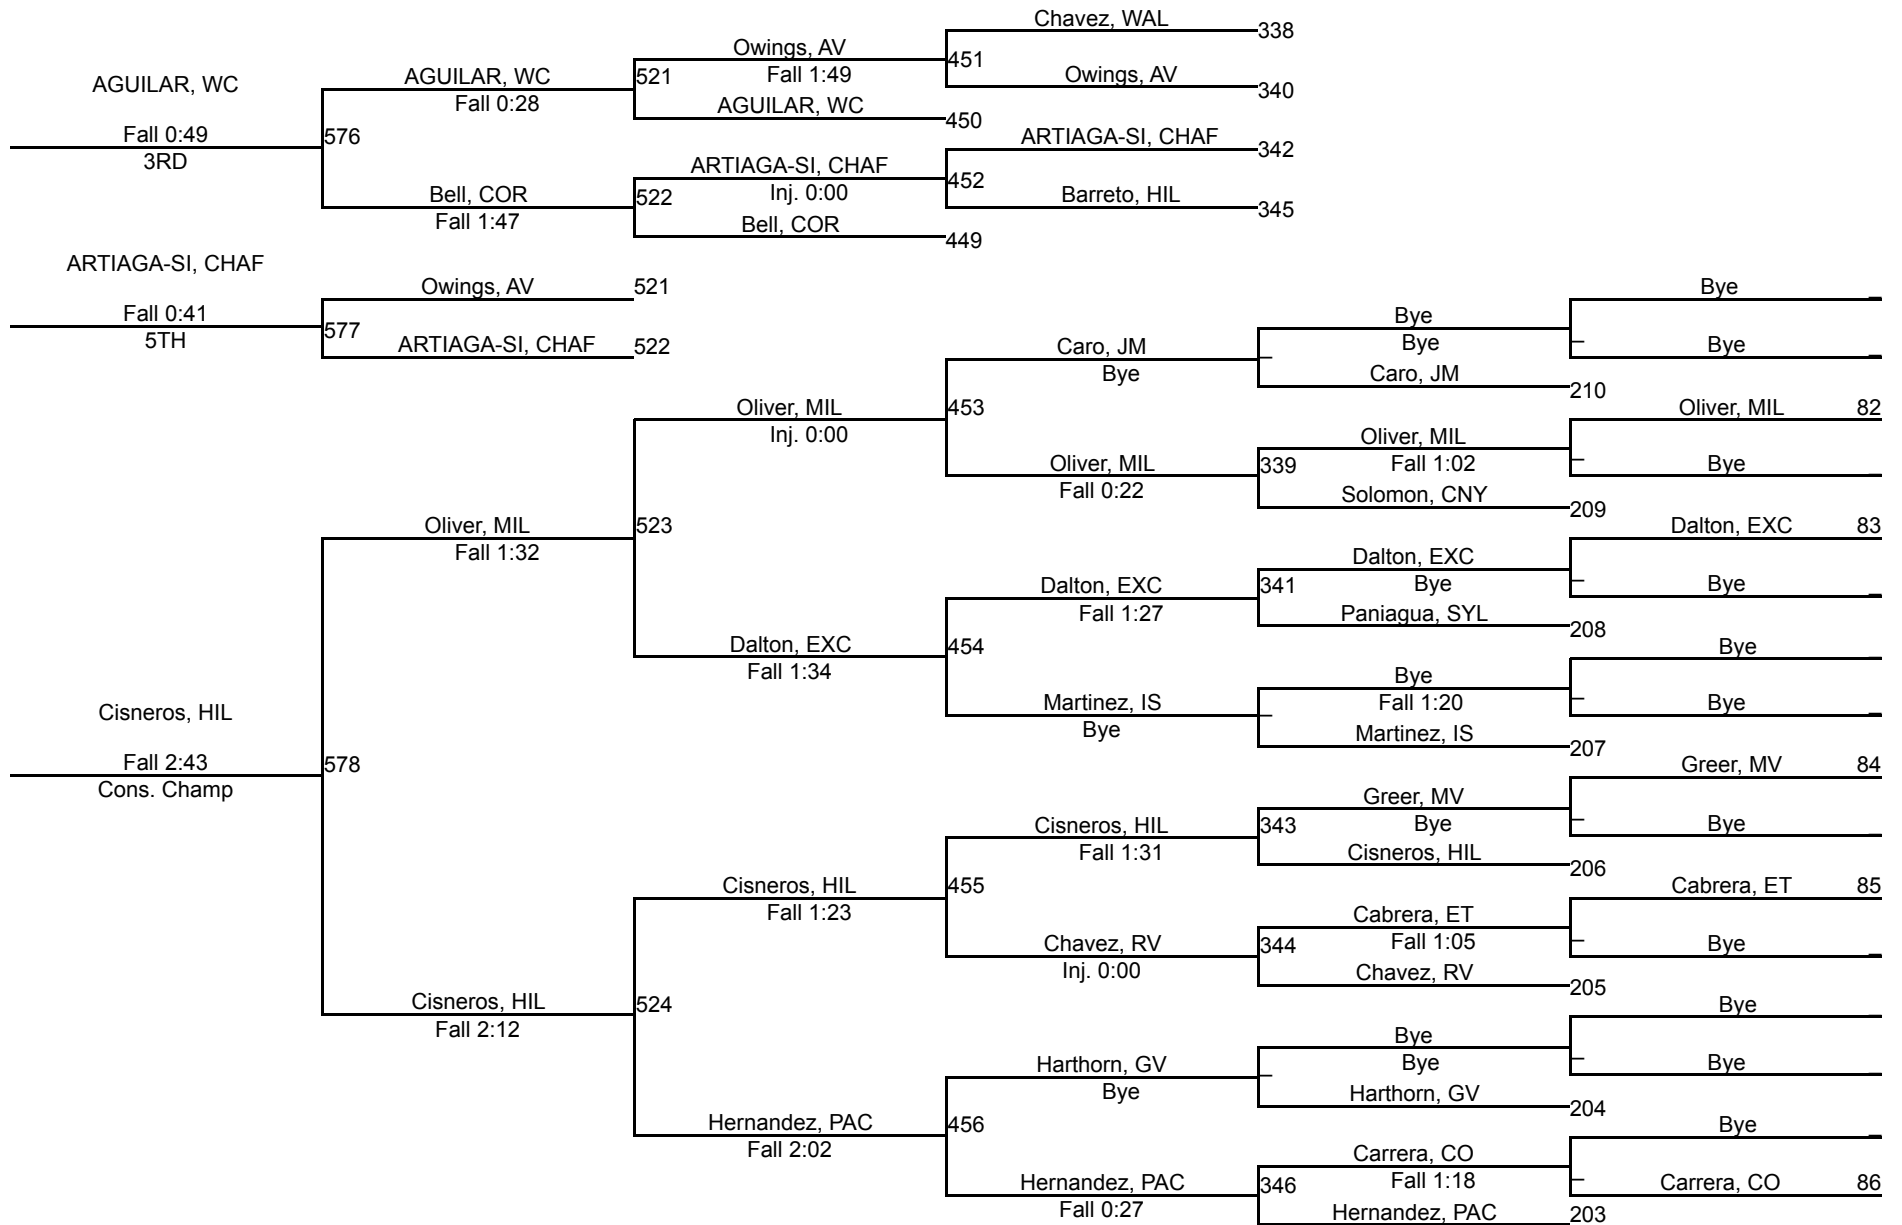 Chavez, WAL
338
Owings, AV
451
Fall 1:49
Owings, AV
340
AGUILAR, WC
AGUILAR, WC
521
Fall 0:28
AGUILAR, WC
450
Fall 0:49
576
3RD
ARTIAGA-SI, CHAF
342
ARTIAGA-SI, CHAF
452
Inj. 0:00
Barreto, HIL
345
Bell, COR
522
Fall 1:47
Bell, COR
449
ARTIAGA-SI, CHAF
Owings, AV
521
Fall 0:41
577
5TH
ARTIAGA-SI, CHAF
522
Bye
Bye
Bye
Bye
Caro, JM
Bye
Caro, JM
210
Oliver, MIL
453
Inj. 0:00
Oliver, MIL
82
Oliver, MIL
Fall 1:02
Bye
Oliver, MIL
339
Fall 0:22
Solomon, CNY
209
Oliver, MIL
523
Fall 1:32
Dalton, EXC
83
Dalton, EXC
Bye
Bye
Dalton, EXC
341
Fall 1:27
Paniagua, SYL
208
Dalton, EXC
454
Fall 1:34
Bye
Bye
Fall 1:20
Bye
Martinez, IS
Bye
Martinez, IS
207
Cisneros, HIL
Fall 2:43
578
Cons. Champ
Greer, MV
84
Greer, MV
Bye
Bye
Cisneros, HIL
343
Fall 1:31
Cisneros, HIL
206
Cisneros, HIL
455
Fall 1:23
Cabrera, ET
85
Cabrera, ET
Fall 1:05
Bye
Chavez, RV
344
Inj. 0:00
Chavez, RV
205
Cisneros, HIL
524
Fall 2:12
Bye
Bye
Bye
Bye
Harthorn, GV
Bye
Harthorn, GV
204
Hernandez, PAC
456
Fall 2:02
Bye
Carrera, CO
Fall 1:18
Carrera, CO
86
Hernandez, PAC
346
Fall 0:27
Hernandez, PAC
203